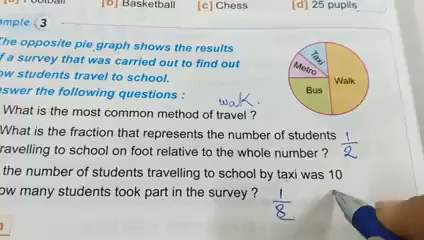 [b] Basketball [c] Chess [d] 25 pupils
mple 3
The opposite pie graph shows the results
f a survey that was carried out to find out
ow students travel to school.
swer the following questions :
Taxi
Metro
Walk
Bus
walk.
What is the most common method of travel ?
What is the fraction that represents the number of students 1/2
ravelling to school on foot relative to the whole number ?
the number of students travelling to school by taxi was 10
ow many students took part in the survey ? 1/8